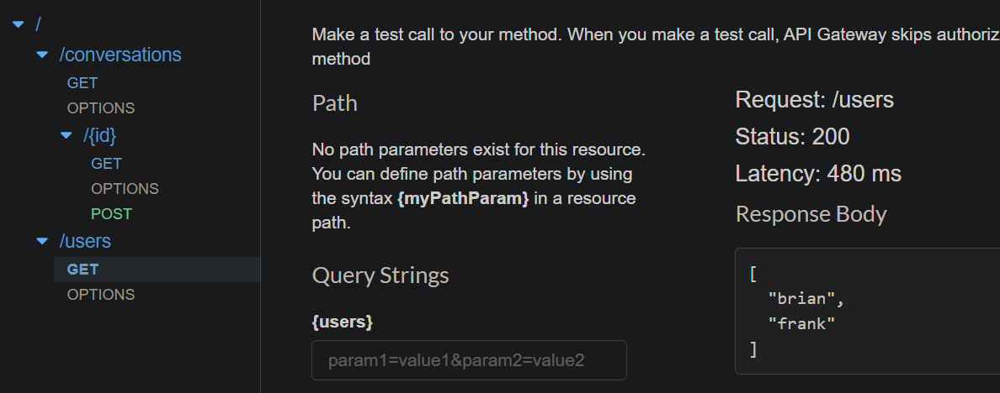 /
/conversations
GET
OPTIONS
/{id}
GET
OPTIONS
POST
/users
GET
OPTIONS
Make a test call to your method. When you make a test call, API Gateway skips
method
Path
No path parameters exist for this resource.
You can define path parameters by using
the syntax {myPathParam} in a resource
path.
Query Strings
{users}
param1=value1&param2=value2
Request: /users
Status: 200
Latency: 480 ms
Response Body
[
"brian",
"frank"
]